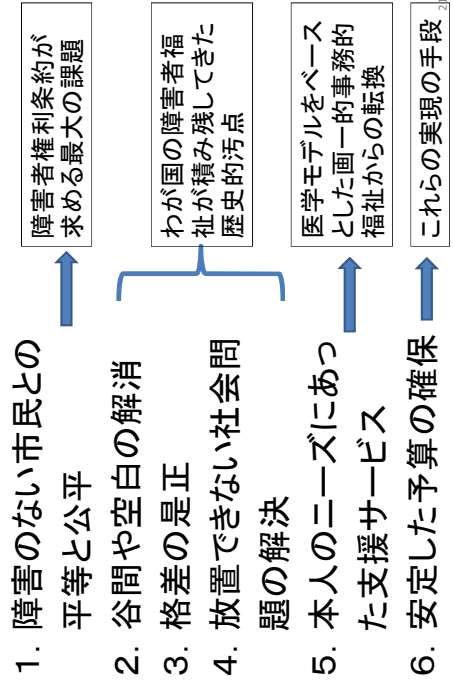 1. 障害のない市民との
平等と公平
2. 谷間や空白の解消
3. 格差の是正
4. 放置できない社会問
題の解決
5. 本人のニーズにあっ
た支援サービス
6. 安定した予算の確保
障害者権利条約が
求める最大の課題
わが国の障害者福
祉が積み残してきた
歴史的汚点
医学モデルをベース
とした画一的事務的
福祉からの転換
これらの実現の手段
21